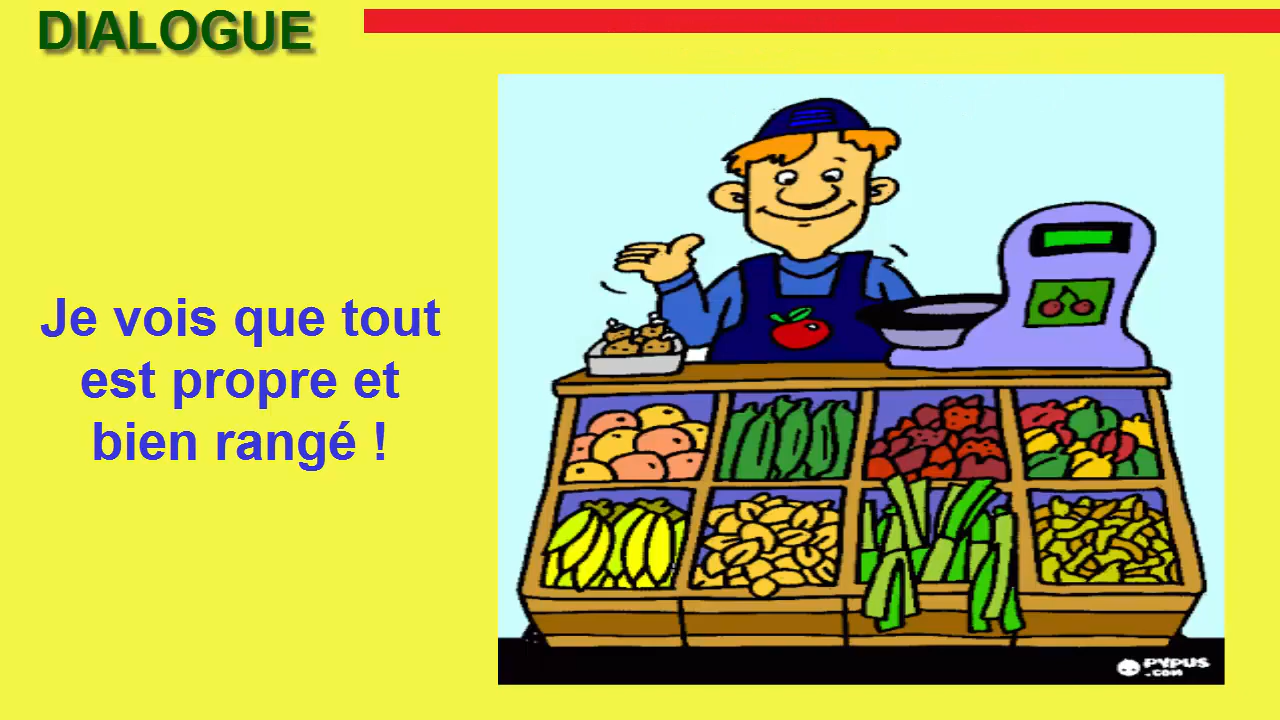 DIALOGUE
Je vois que tout
est propre et
bien rangé !
PYPUS
.com